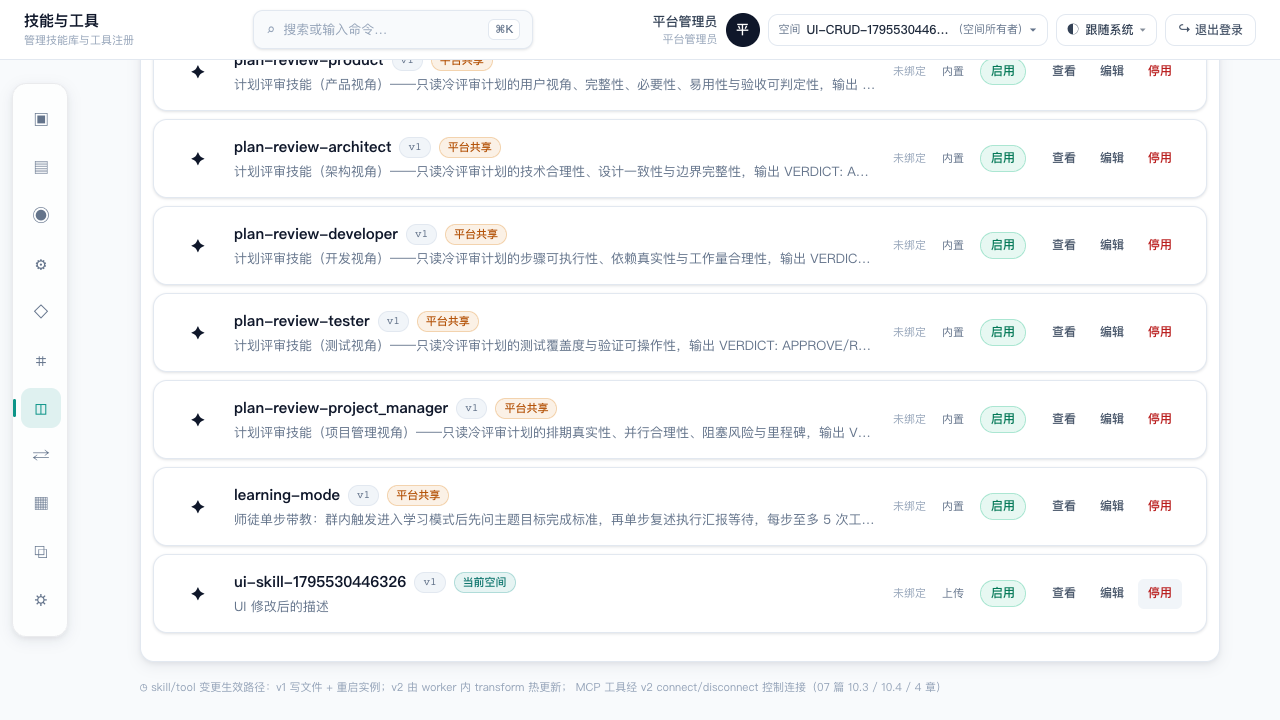 技能与工具
管理技能库与工具注册
搜索或输入命令… ⌘K
平台管理员
平台管理员
平
空间 UI-CRUD-1795530446… (空间所有者)
跟随系统
退出登录
plan-review-product v1 平台共享
计划评审技能（产品视角）——只读冷评审计划的用户视角、完整性、必要性、易用性与验收可判定性，输出 …
未绑定 内置 启用 查看 编辑 停用
plan-review-architect v1 平台共享
计划评审技能（架构视角）——只读冷评审计划的技术合理性、设计一致性与边界完整性，输出 VERDICT: A…
未绑定 内置 启用 查看 编辑 停用
plan-review-developer v1 平台共享
计划评审技能（开发视角）——只读冷评审计划的步骤可执行性、依赖真实性与工作量合理性，输出 VERDIC…
未绑定 内置 启用 查看 编辑 停用
plan-review-tester v1 平台共享
计划评审技能（测试视角）——只读冷评审计划的测试覆盖度与验证可操作性，输出 VERDICT: APPROVE/R…
未绑定 内置 启用 查看 编辑 停用
plan-review-project_manager v1 平台共享
计划评审技能（项目管理视角）——只读冷评审计划的排期真实性、并行合理性、阻塞风险与里程碑，输出 V…
未绑定 内置 启用 查看 编辑 停用
learning-mode v1 平台共享
师徒单步带教：群内触发进入学习模式后先问主题目标完成标准，再单步复述执行汇报等待，每步至多 5 次工…
未绑定 内置 启用 查看 编辑 停用
ui-skill-1795530446326 v1 当前空间
UI 修改后的描述
未绑定 上传 启用 查看 编辑 停用
skill/tool 变更生效路径：v1 写文件 + 重启实例；v2 由 worker 内 transform 热更新； MCP 工具经 v2 connect/disconnect 控制连接（07 篇 10.3 / 10.4 / 4 章）